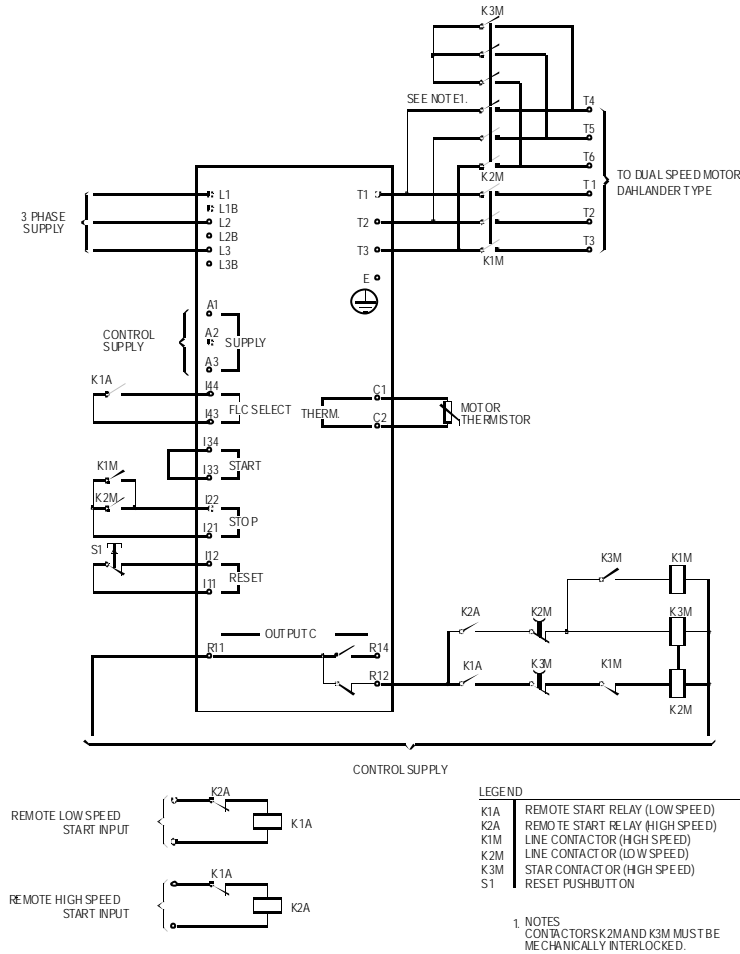 K3M
SEE NOTE1.
T4
T5
T6
K2M
T1
T2
T3
K1M
TO DUAL SPEED MOTOR
DAHLANDER TYPE
3 PHASE
SUPPLY
L1
L1B
L2
L2B
L3
L3B
T1
T2
T3
E
CONTROL
SUPPLY
A1
A2
A3
SUPPLY
K1A
I44
I43
FLC SELECT
THERM.
C1
C2
MOTOR
THERMISTOR
I34
I33
START
K1M
K2M
I22
I21
STOP
S1
I12
I11
RESET
OUTPUT C
R11
R14
R12
K3M
K1M
K2A
K2M
K3M
K1A
K3M
K1M
K2M
CONTROL SUPPLY
REMOTE LOW SPEED
START INPUT
K2A
K1A
REMOTE HIGH SPEED
START INPUT
K1A
K2A
LEGEND
K1A REMOTE START RELAY (LOW SPEED)
K2A REMOTE START RELAY (HIGH SPEED)
K1M LINE CONTACTOR (HIGH SPEED)
K2M LINE CONTACTOR (LOW SPEED)
K3M STAR CONTACTOR (HIGH SPEED)
S1 RESET PUSHBUTTON
1. NOTES
CONTACTORS K2M AND K3M MUST BE
MECHANICALLY INTERLOCKED.